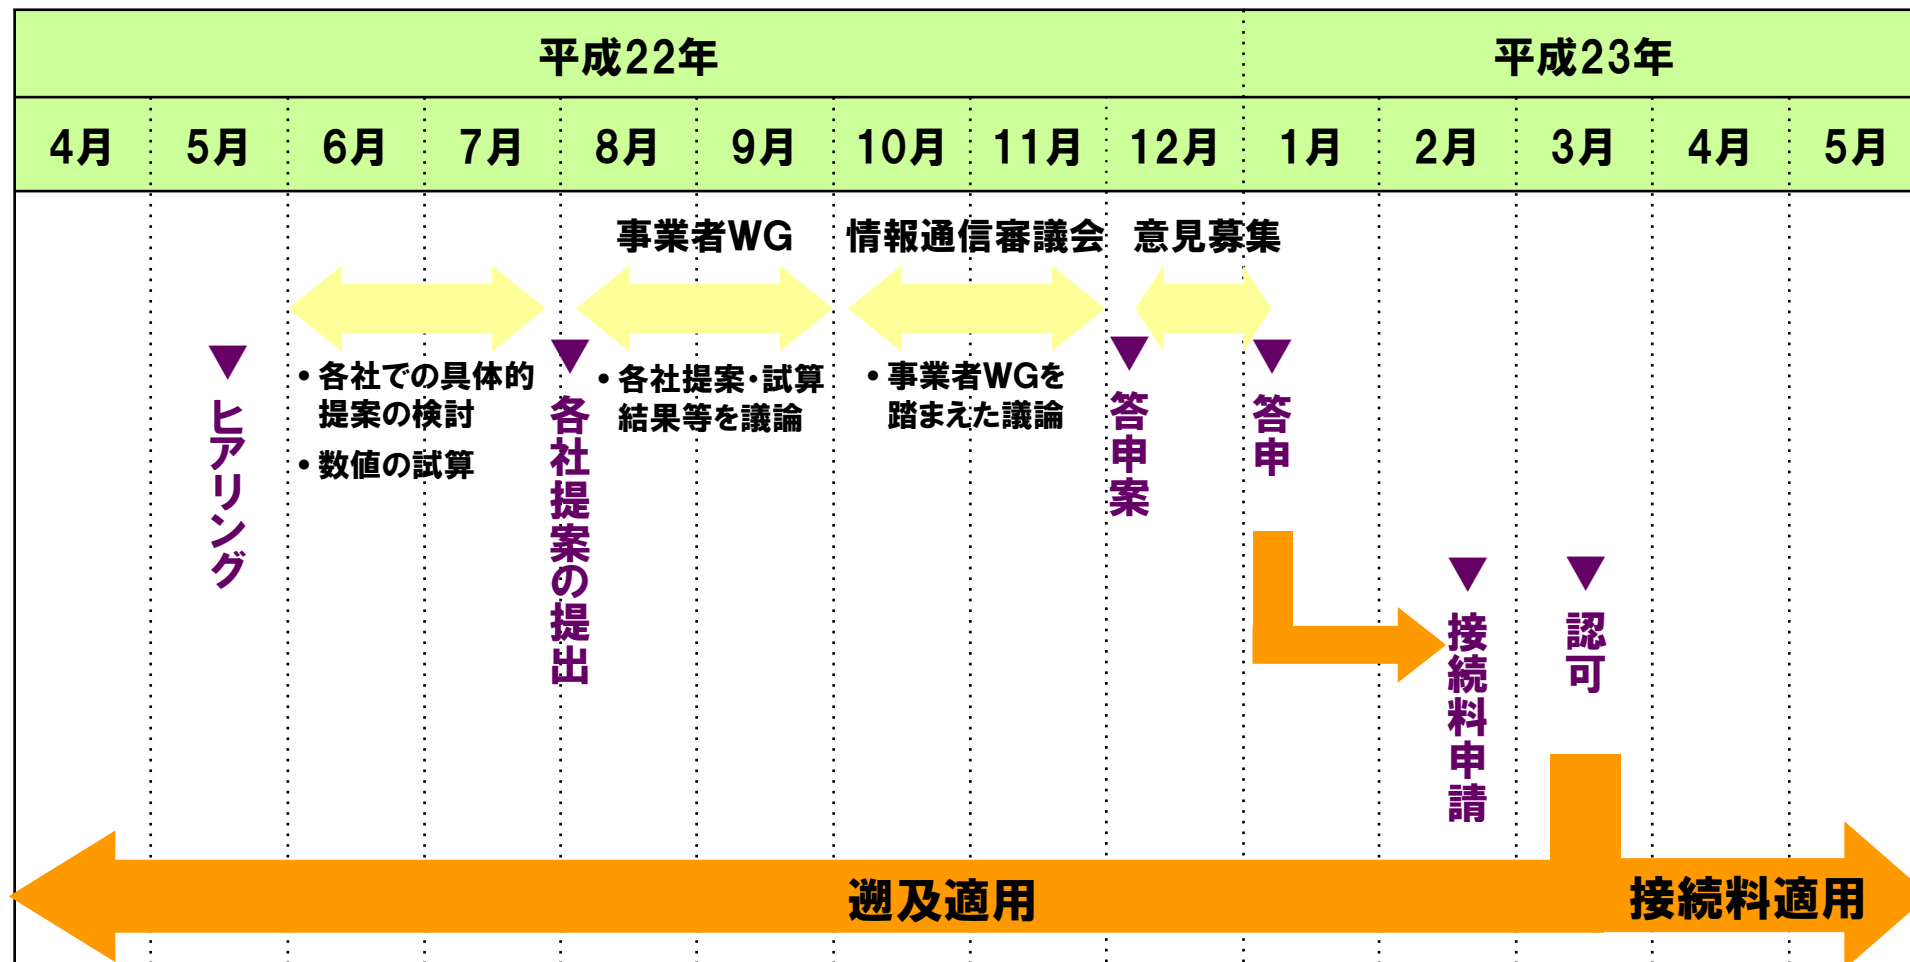 平成22年
平成23年
4月
5月
6月
7月
8月
9月
10月
11月
12月
1月
2月
3月
4月
5月
事業者WG
情報通信審議会
意見募集
▼
ヒアリング
• 各社での具体的
提案の検討
• 数値の試算
▼
各社提案の提出
• 各社提案・試算
結果等を議論
• 事業者WGを
踏まえた議論
▼
答申案
▼
答申
▼
接続料申請
▼
認可
遡及適用
接続料適用